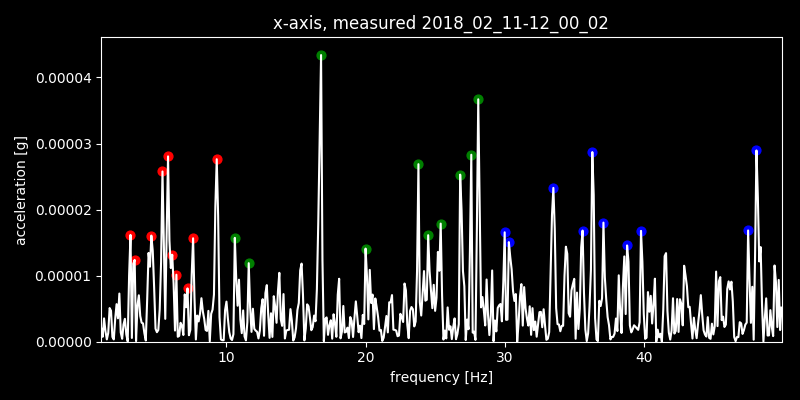 x-axis, measured 2018_02_11-12_00_02
0.00004
0.00003
0.00002
0.00001
0.00000
acceleration [g]
10 20 30 40
frequency [Hz]